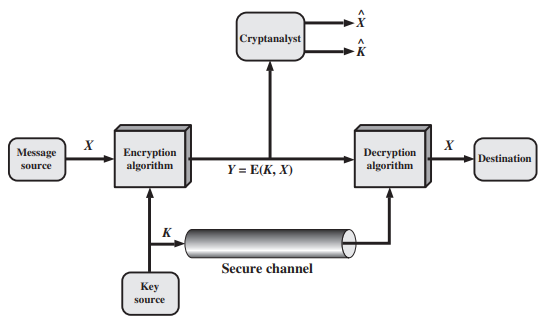 X̂
Cryptanalyst
K̂
Message
source
X
Encryption
algorithm
Y = E(K, X)
Decryption
algorithm
X
Destination
K
Secure channel
Key
source